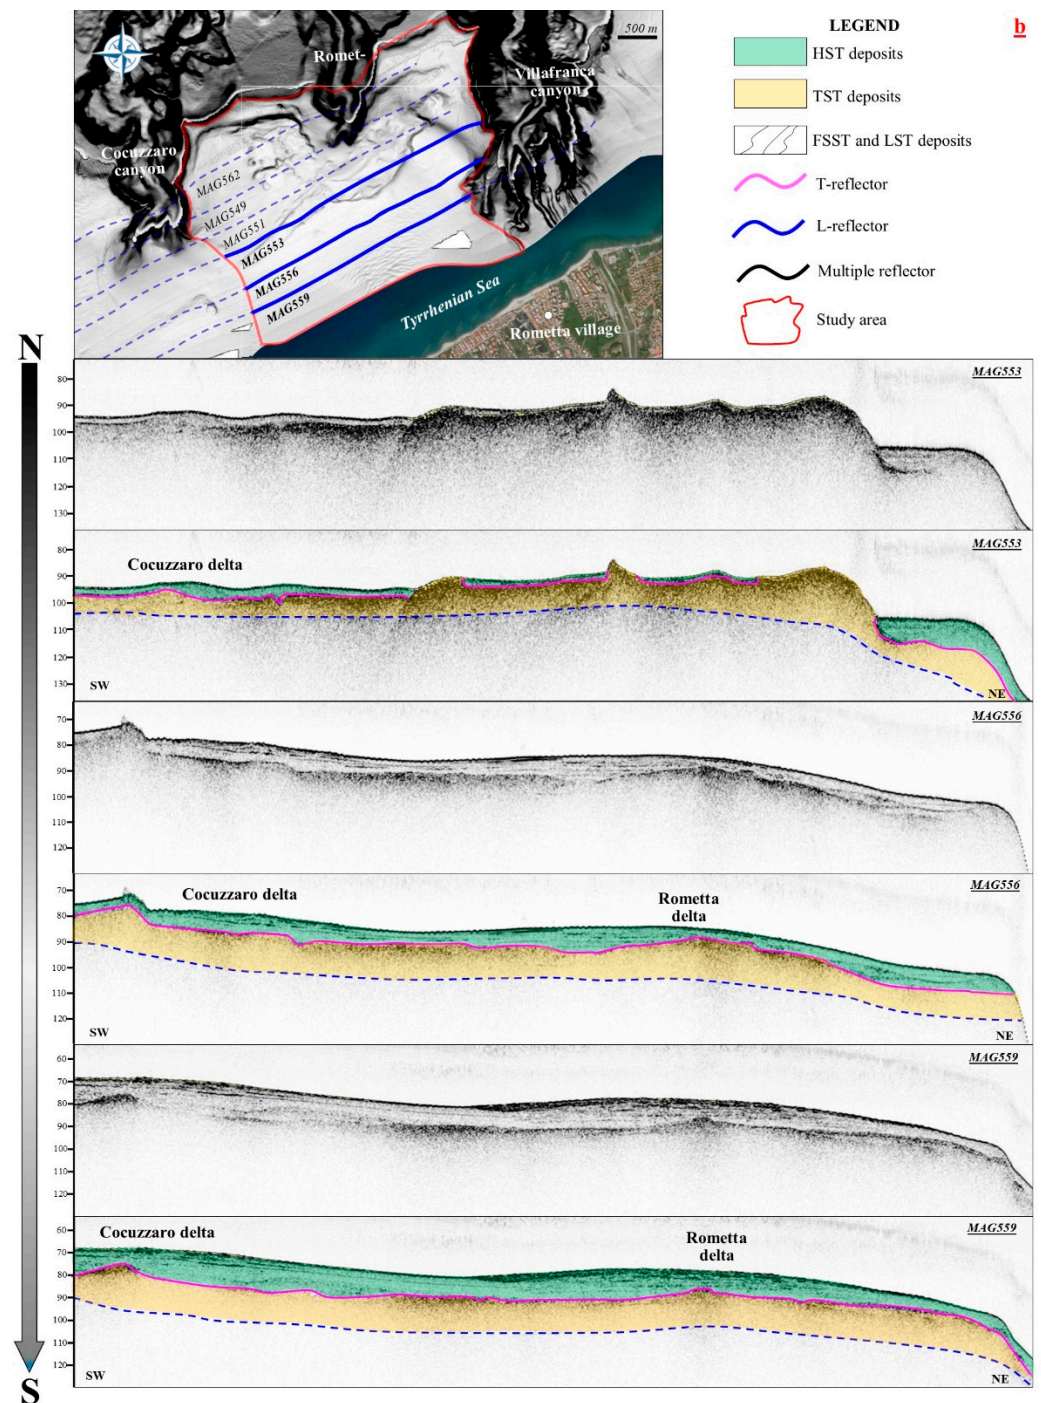 500 m
Romet-
Villafranca
canyon
Cocuzzaro
canyon
MAG562
MAG549
MAG551
MAG553
MAG556
MAG559
Tyrrhenian Sea
Rometta village
LEGEND
b
HST deposits
TST deposits
FSST and LST deposits
T-reflector
L-reflector
Multiple reflector
Study area
N
MAG553
80
90
100
110
120
130
MAG553
Cocuzzaro delta
80
90
100
110
120
130
SW
NE
MAG556
70
80
90
100
110
120
MAG556
Cocuzzaro delta
Rometta
delta
70
80
90
100
110
120
SW
NE
MAG559
60
70
80
90
100
110
120
MAG559
Cocuzzaro delta
Rometta
delta
60
70
80
90
100
110
120
SW
NE
S